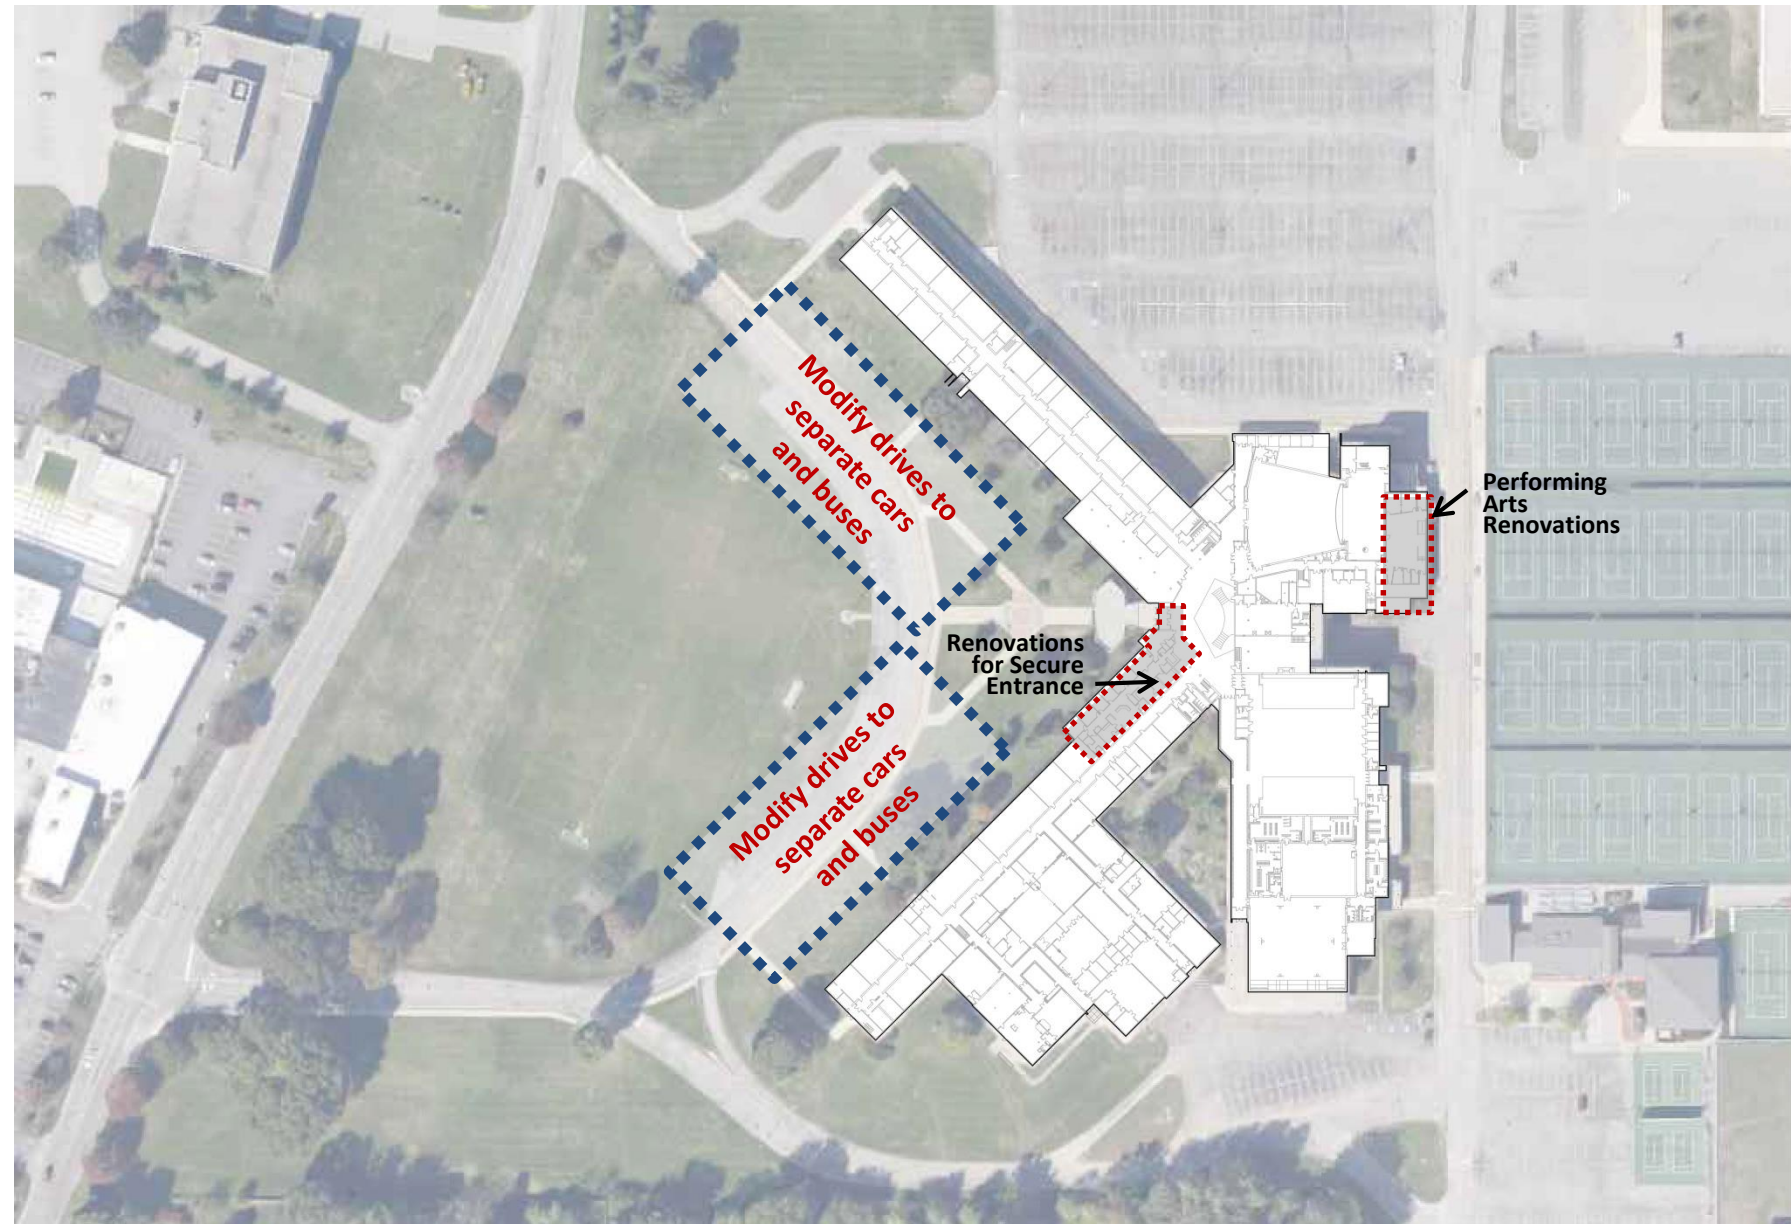 Modify drives to
separate cars
and buses
Performing
Arts
Renovations
Renovations
for Secure
Entrance
Modify drives to
separate cars
and buses